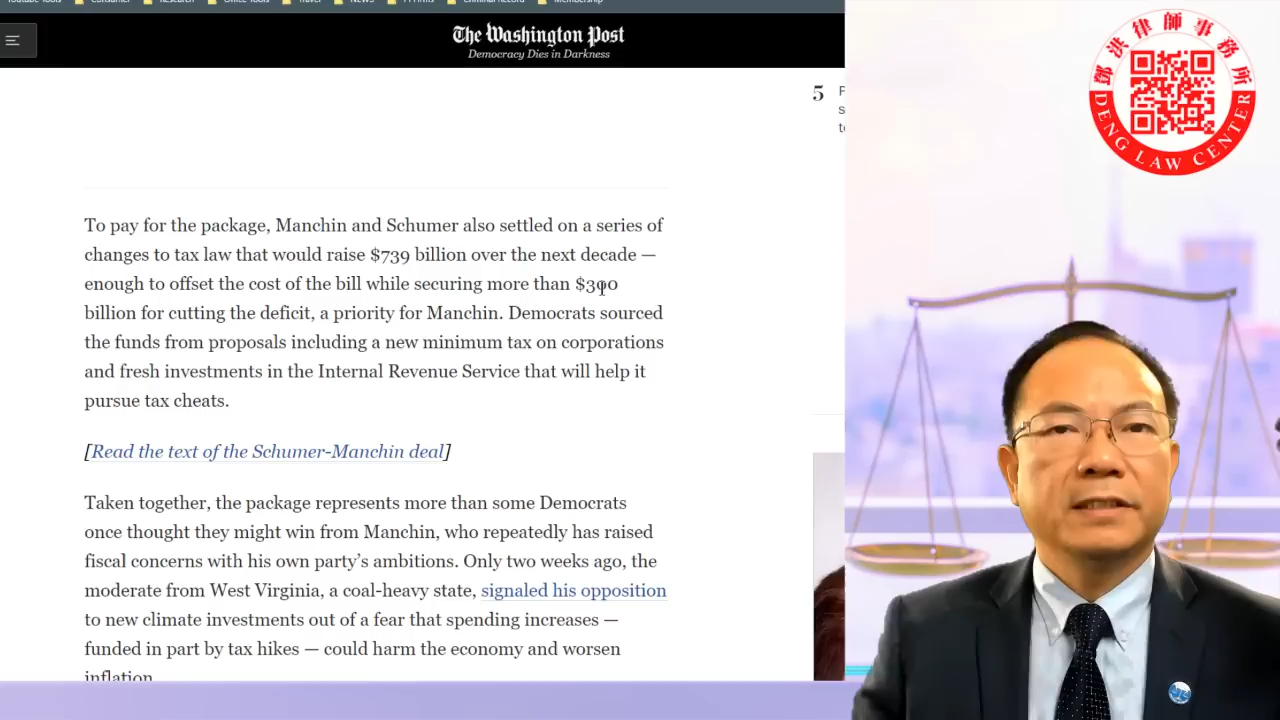 The Washington Post
Democracy Dies in Darkness
5
To pay for the package, Manchin and Schumer also settled on a series of
changes to tax law that would raise $739 billion over the next decade —
enough to offset the cost of the bill while securing more than $300
billion for cutting the deficit, a priority for Manchin. Democrats sourced
the funds from proposals including a new minimum tax on corporations
and fresh investments in the Internal Revenue Service that will help it
pursue tax cheats.
[Read the text of the Schumer-Manchin deal]
Taken together, the package represents more than some Democrats
once thought they might win from Manchin, who repeatedly has raised
fiscal concerns with his own party’s ambitions. Only two weeks ago, the
moderate from West Virginia, a coal-heavy state, signaled his opposition
to new climate investments out of a fear that spending increases —
funded in part by tax hikes — could harm the economy and worsen
inflation
鄧洪律師事務所
DENG LAW CENTER